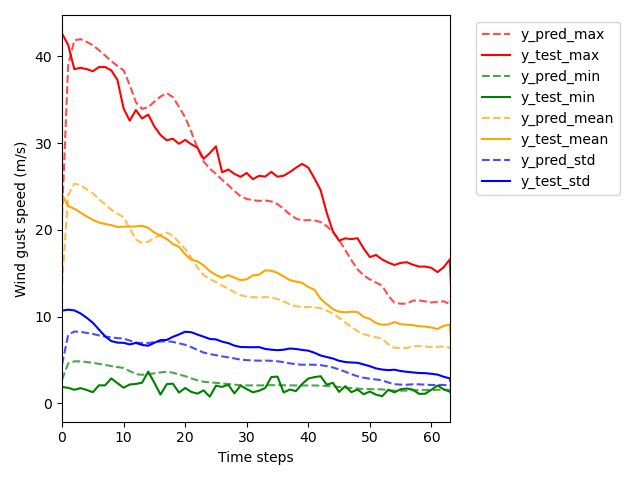 Wind gust speed (m/s)
40
30
20
10
0
0 10 20 30 40 50 60
Time steps
y_pred_max
y_test_max
y_pred_min
y_test_min
y_pred_mean
y_test_mean
y_pred_std
y_test_std